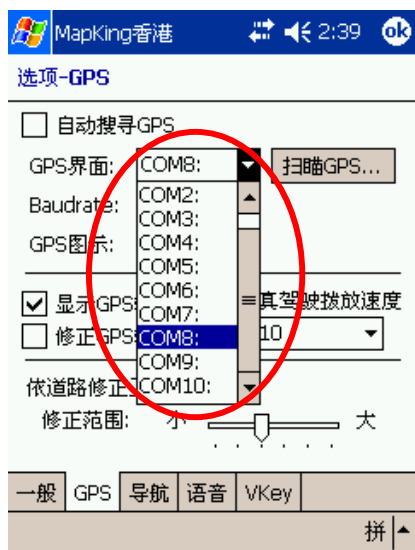 MapKing香港 2:39 ok
选项-GPS
自动搜寻GPS
GPS界面: COM8: 扫瞄GPS...
Baudrate:
GPS图示:
COM2:
COM3:
COM4:
COM5:
COM6:
COM7:
COM8:
COM9:
COM10:
显示GPS 真驾驶拨放速度
修正GPS 10
依道路修正
修正范围: 小 大
一般 GPS 导航 语音 VKey
拼